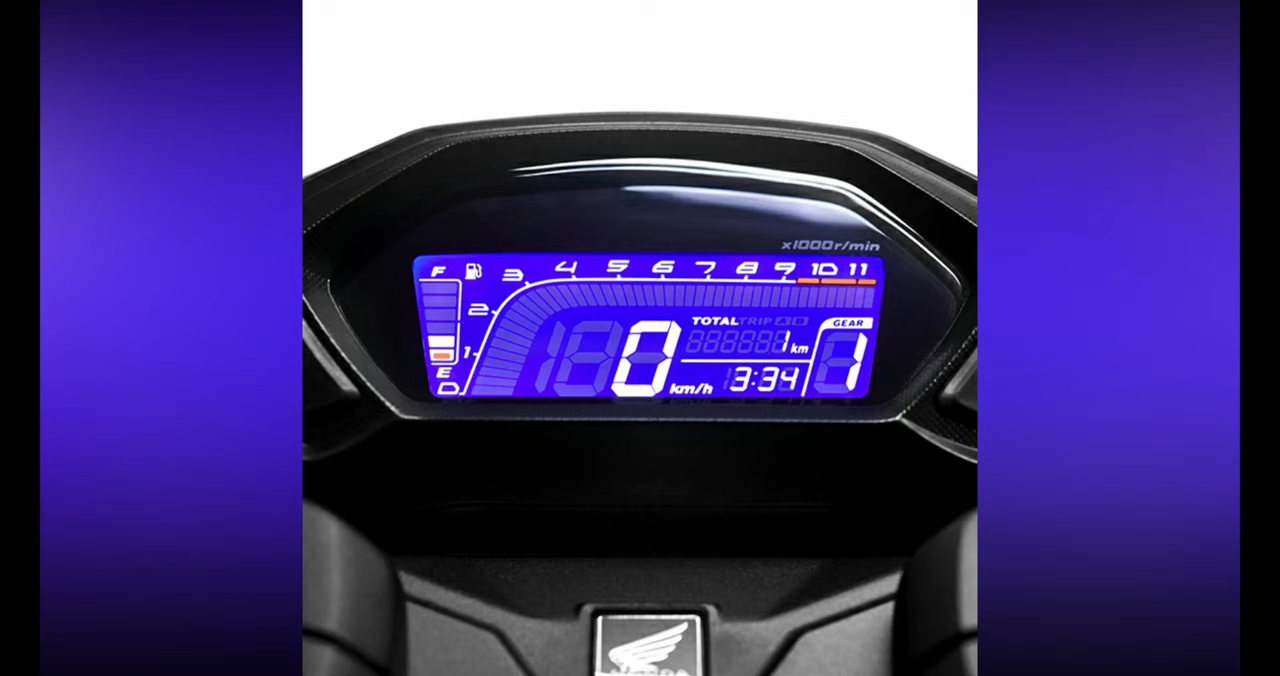 x1000r/min
F 3 4 5 6 7 8 9 10 11
2
TOTAL TRIP A B
GEAR
1
1 km
0 km/h
1
E
3:34
HONDA